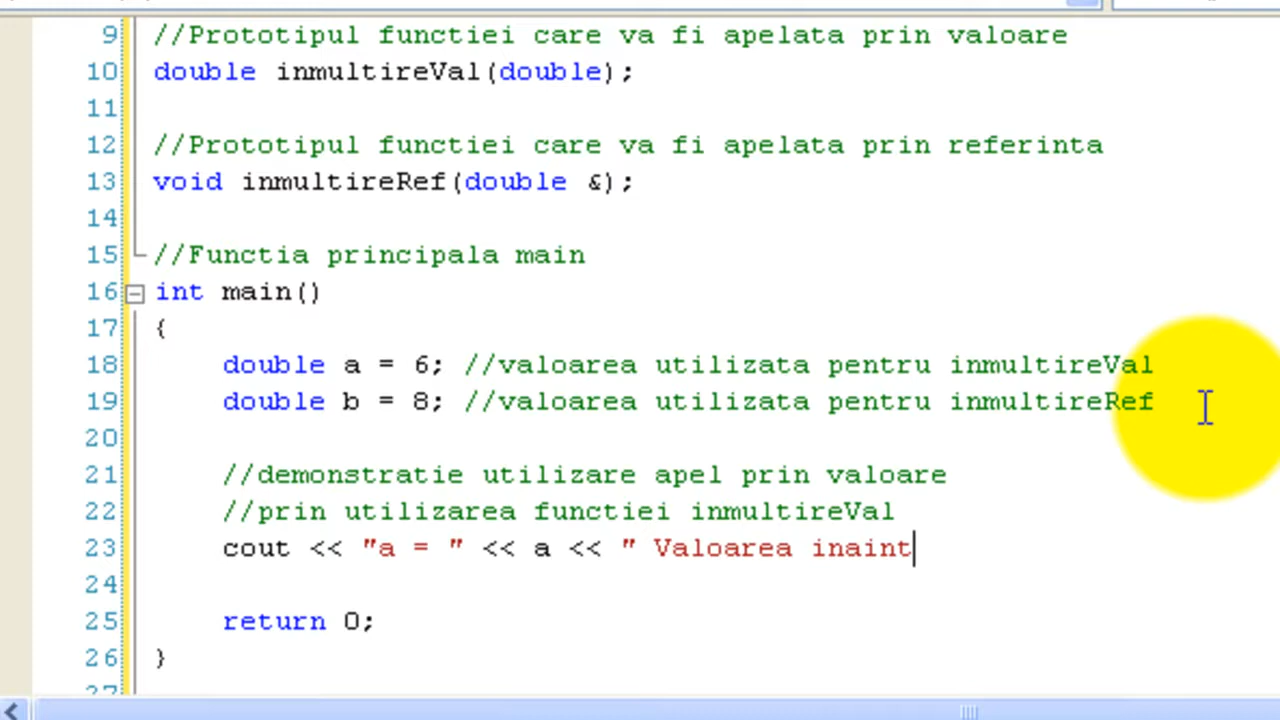 9 //Prototipul functiei care va fi apelata prin valoare
10 double inmultireVal(double);
11
12 //Prototipul functiei care va fi apelata prin referinta
13 void inmultireRef(double &);
14
15 //Functia principala main
16 int main()
17 {
18 double a = 6; //valoarea utilizata pentru inmultireVal
19 double b = 8; //valoarea utilizata pentru inmultireRef
20
21 //demonstratie utilizare apel prin valoare
22 //prin utilizarea functiei inmultireVal
23 cout << "a = " << a << " Valoarea inaint
24
25 return 0;
26 }
27